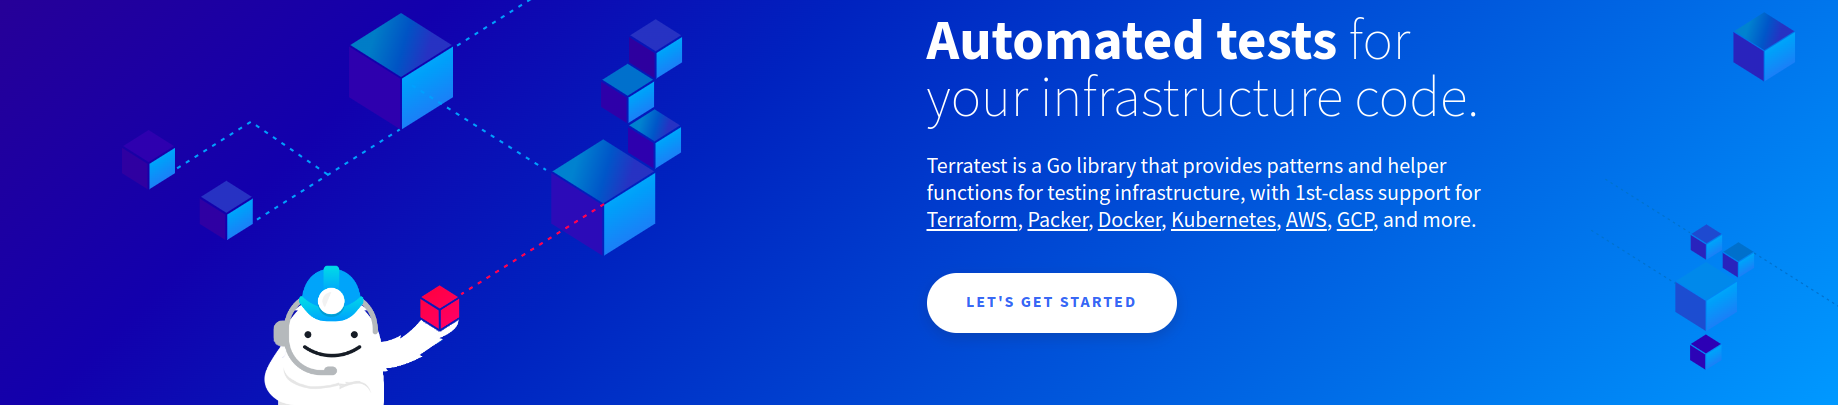 Automated tests for
your infrastructure code.
Terratest is a Go library that provides patterns and helper
functions for testing infrastructure, with 1st-class support for
Terraform, Packer, Docker, Kubernetes, AWS, GCP, and more.
LET'S GET STARTED